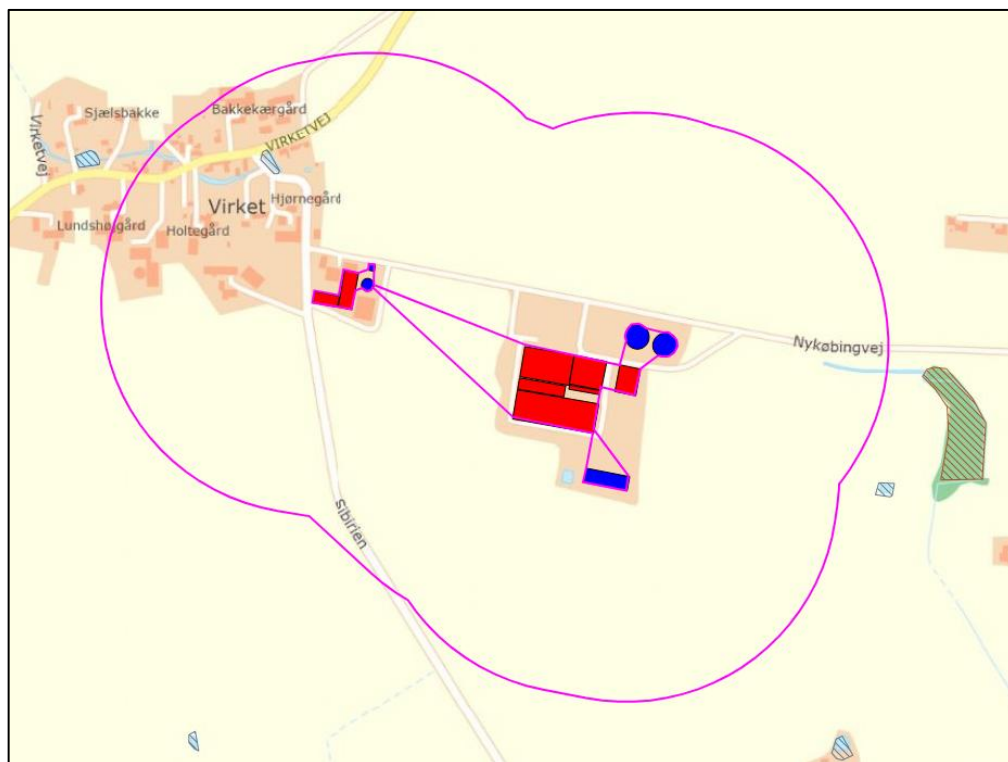 Sjælsbakke
Bakkekærgård
Virketvej
VIRKETVEJ
Virket
Hjørnegård
Lundshøjgård
Holtegård
Nykøbingvej
Sibirien